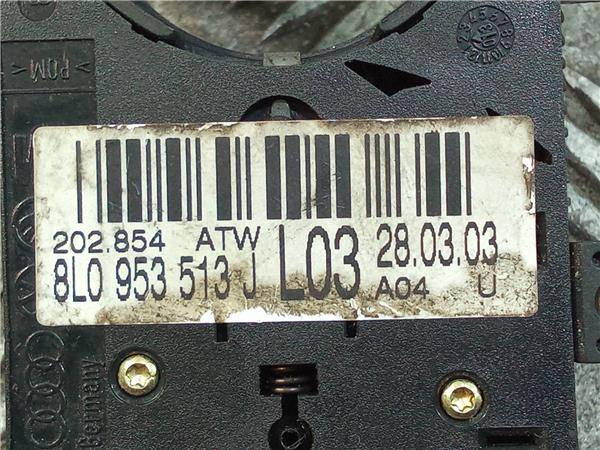 >POM<
202.854 ATW L03 28.03.03
8L0 953 513 J A04 U
Germany